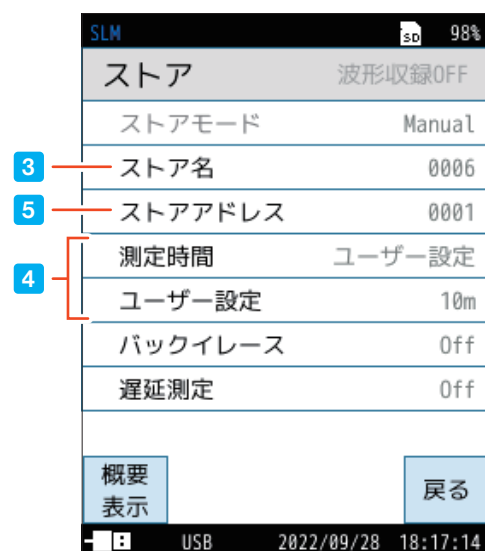 SLM SD 98%
ストア 波形収録OFF
ストアモード Manual
3 ストア名 0006
5 ストアアドレス 0001
測定時間 ユーザー設定
4
ユーザー設定 10m
バックイレース Off
遅延測定 Off
概要
表示
戻る
USB 2022/09/28 18:17:14